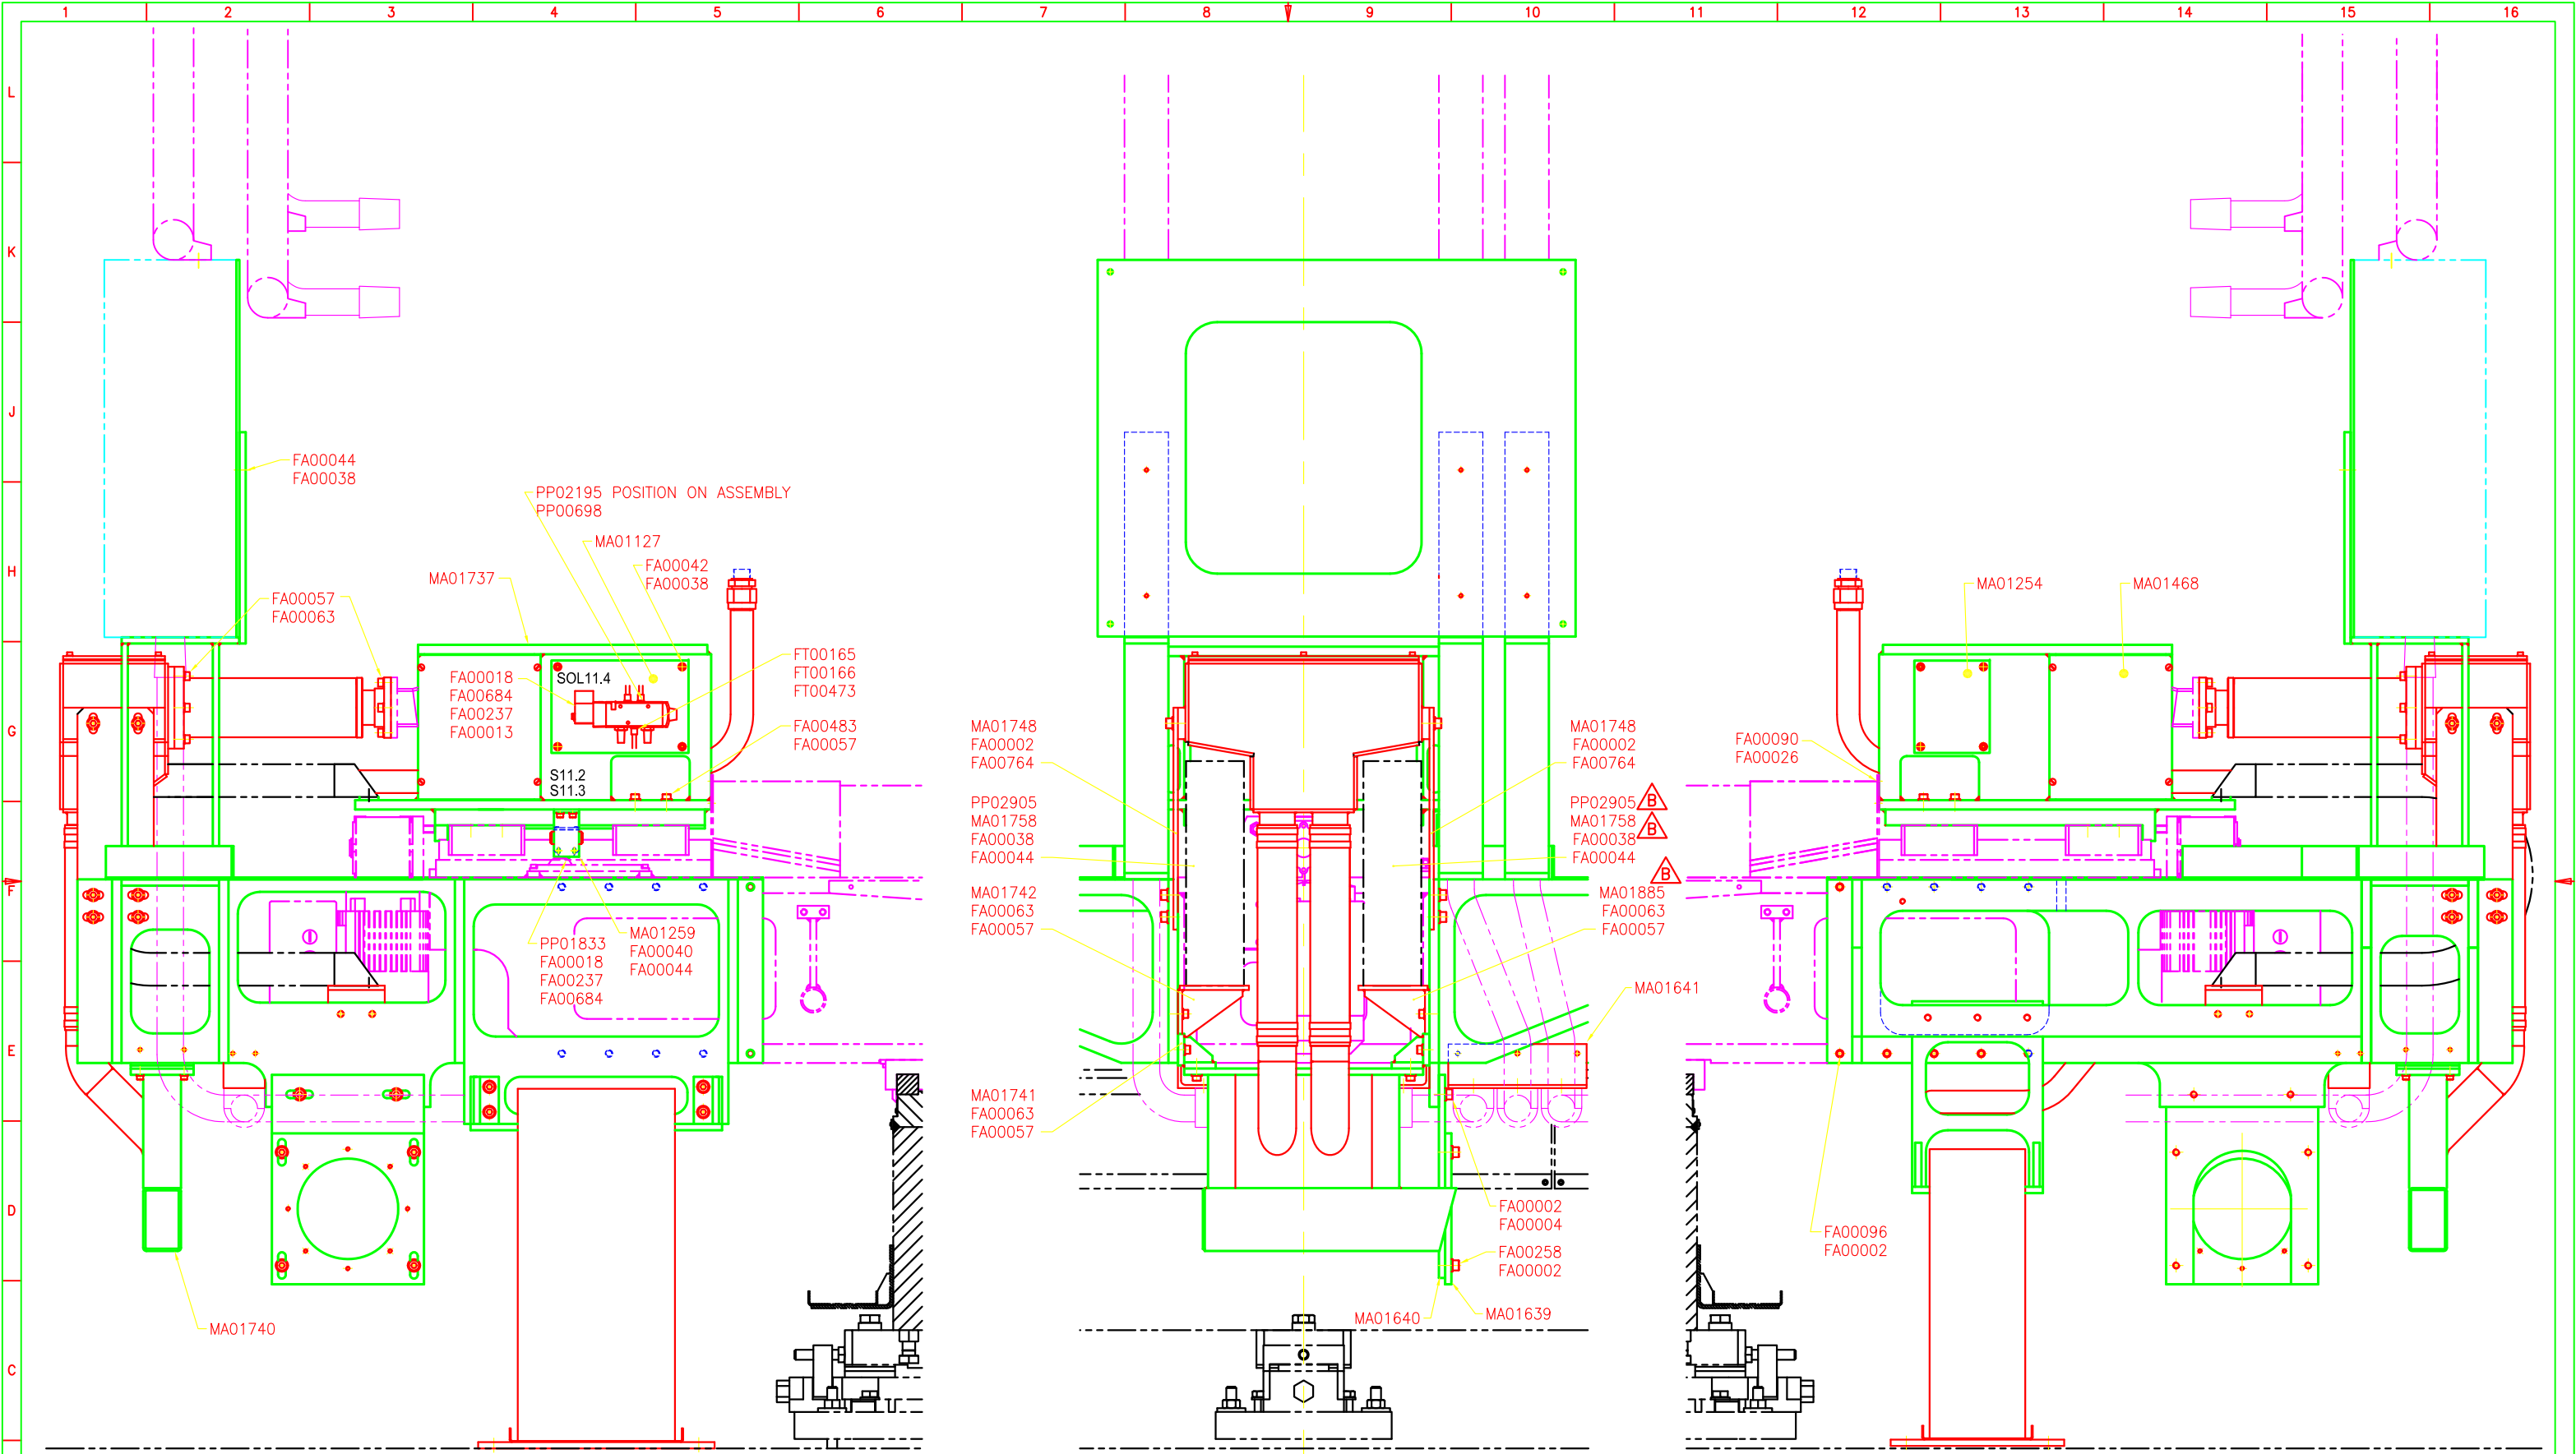 1 2 3 4 5 6 7 8 9 10 11 12 13 14 15 16
L
K
J
H
G
F
E
D
C
FA00044
FA00038
PP02195 POSITION ON ASSEMBLY
PP00698
MA01127
FA00042
FA00038
MA01737
FA00057
FA00063
FT00165
FT00166
FT00473
FA00018
FA00684
FA00237
FA00013
SOL11.4
FA00483
FA00057
S11.2
S11.3
PP01833
FA00018
FA00237
FA00684
MA01259
FA00040
FA00044
MA01740
MA01748
FA00002
FA00764
PP02905
MA01758
FA00038
FA00044
MA01742
FA00063
FA00057
MA01741
FA00063
FA00057
MA01748
FA00002
FA00764
PP02905 B
MA01758 B
FA00038
FA00044
B
MA01885
FA00063
FA00057
MA01641
FA00002
FA00004
FA00258
FA00002
MA01640
MA01639
MA01254
MA01468
FA00090
FA00026
FA00096
FA00002